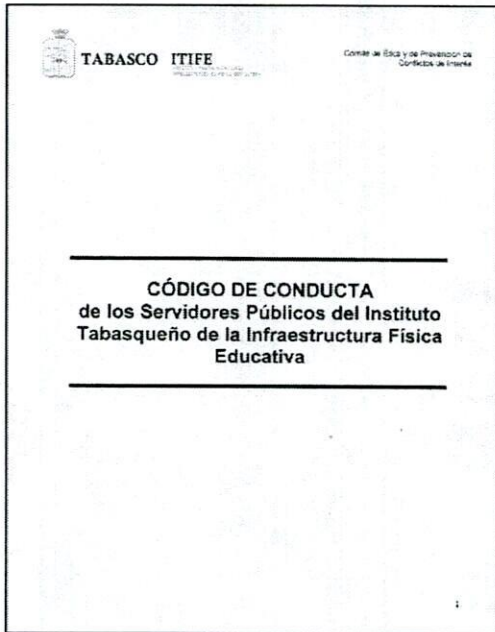 TABASCO ITIFE
Comité de Ética y de Prevención de
Conflictos de Interés
CÓDIGO DE CONDUCTA
de los Servidores Públicos del Instituto
Tabasqueño de la Infraestructura Física
Educativa